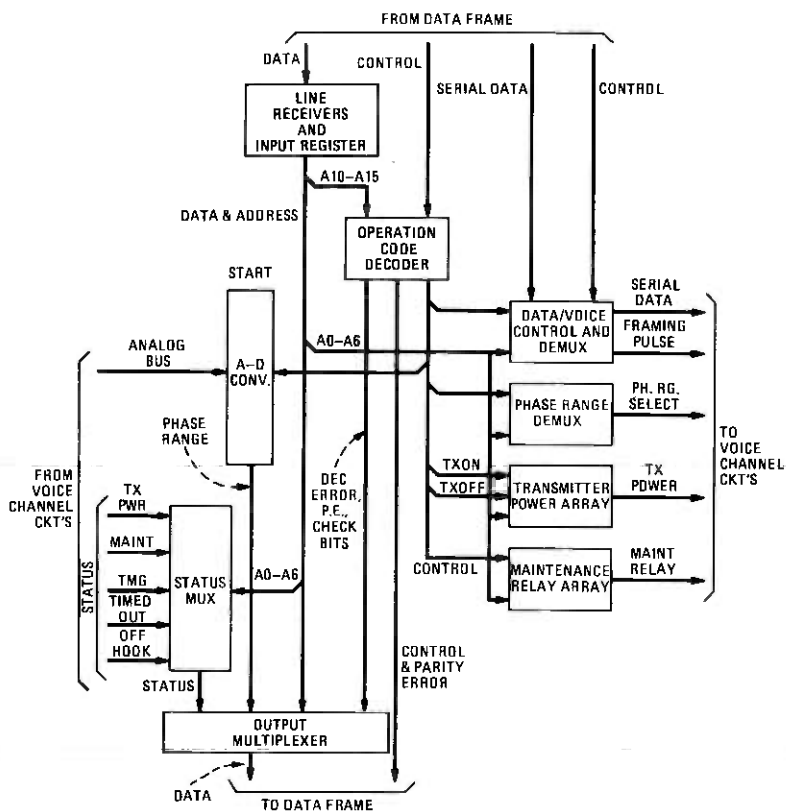 FROM DATA FRAME
DATA
CONTROL
SERIAL DATA
CONTROL
LINE
RECEIVERS
AND
INPUT REGISTER
A10–A15
DATA & ADDRESS
OPERATION
CODE
DECODER
START
A–D
CONV.
ANALOG
BUS
A0–A6
DATA/VOICE
CONTROL AND
DEMUX
SERIAL
DATA
FRAMING
PULSE
PHASE RANGE
DEMUX
PH. RG.
SELECT
PHASE
RANGE
TO
VOICE
CHANNEL
CKT'S
FROM
VOICE
CHANNEL
CKT'S
TXON
TXOFF
TRANSMITTER
POWER ARRAY
TX
POWER
DEC
ERROR,
P.E.,
CHECK
BITS
STATUS
TX
PWR
MAINT
TMG
TIMED
OUT
OFF
HOOK
STATUS
MUX
A0–A6
CONTROL
MAINTENANCE
RELAY ARRAY
MAINT
RELAY
CONTROL
& PARITY
ERROR
STATUS
OUTPUT
MULTIPLEXER
DATA
TO DATA FRAME